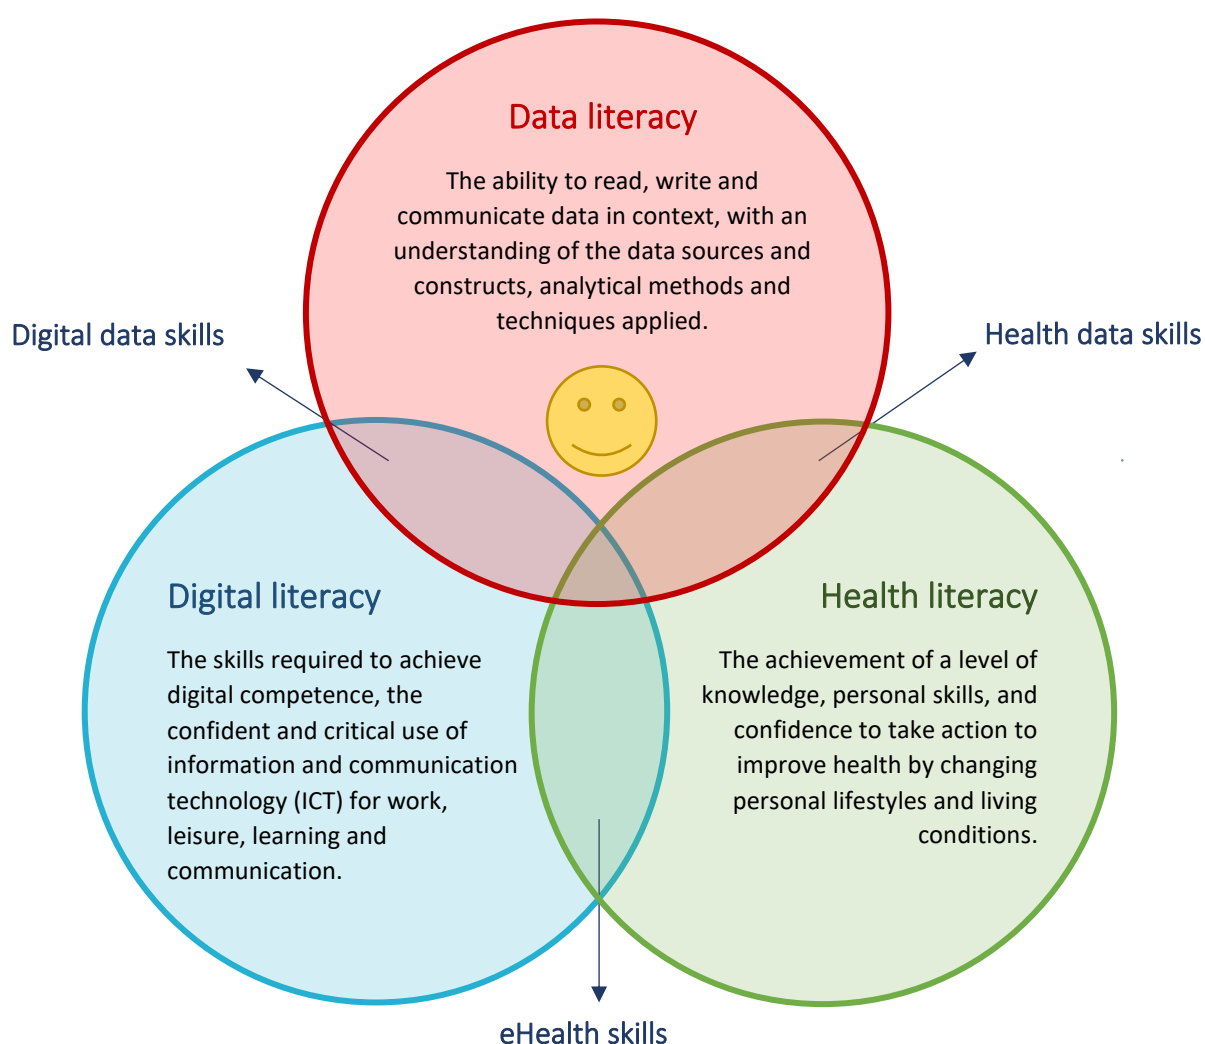 Data literacy
The ability to read, write and
communicate data in context, with an
understanding of the data sources and
constructs, analytical methods and
techniques applied.
Digital data skills
Health data skills
Digital literacy
The skills required to achieve
digital competence, the
confident and critical use of
information and communication
technology (ICT) for work,
leisure, learning and
communication.
Health literacy
The achievement of a level of
knowledge, personal skills, and
confidence to take action to
improve health by changing
personal lifestyles and living
conditions.
eHealth skills